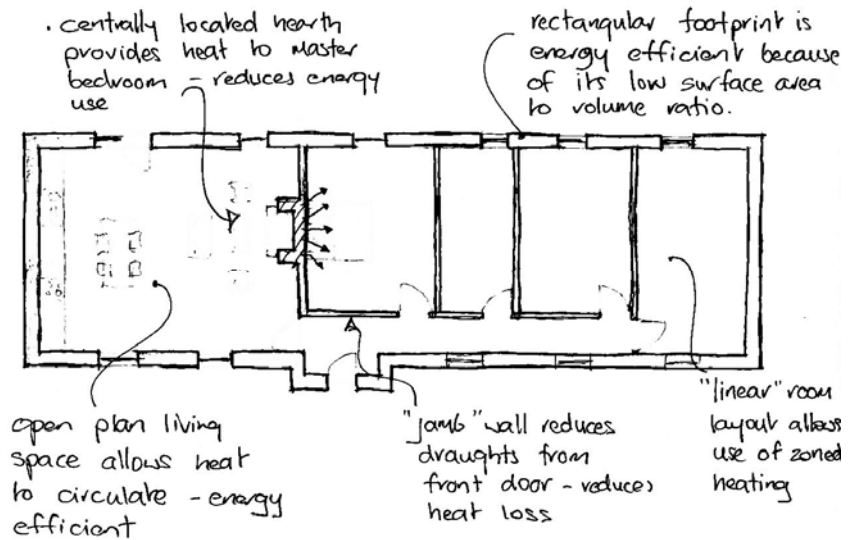 . centrally located hearth
provides heat to Master
bedroom - reduces energy
use
rectangular footprint is
energy efficient because
of its low surface area
to volume ratio.
open plan living
space allows heat
to circulate - energy
efficient
"jamb" wall reduces
draughts from
front door - reduces
heat loss
"linear" room
layout allows
use of zoned
heating